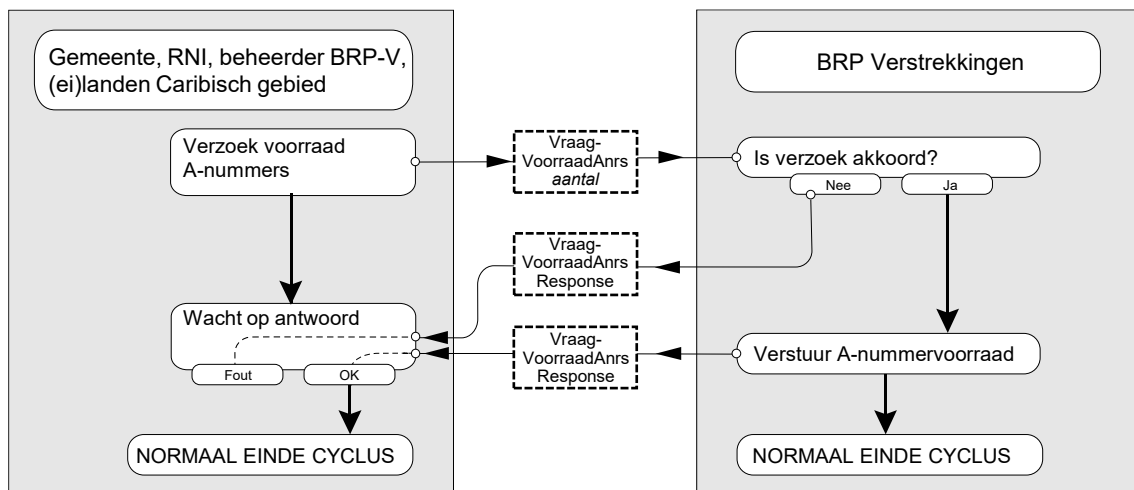 Gemeente, RNI, beheerder BRP-V,
(ei)landen Caribisch gebied
BRP Verstrekkingen
Verzoek voorraad
A-nummers
Vraag-
VoorraadAnrs
aantal
Is verzoek akkoord?
Nee
Ja
Vraag-
VoorraadAnrs
Response
Wacht op antwoord
Fout
OK
Vraag-
VoorraadAnrs
Response
Verstuur A-nummervoorraad
NORMAAL EINDE CYCLUS
NORMAAL EINDE CYCLUS